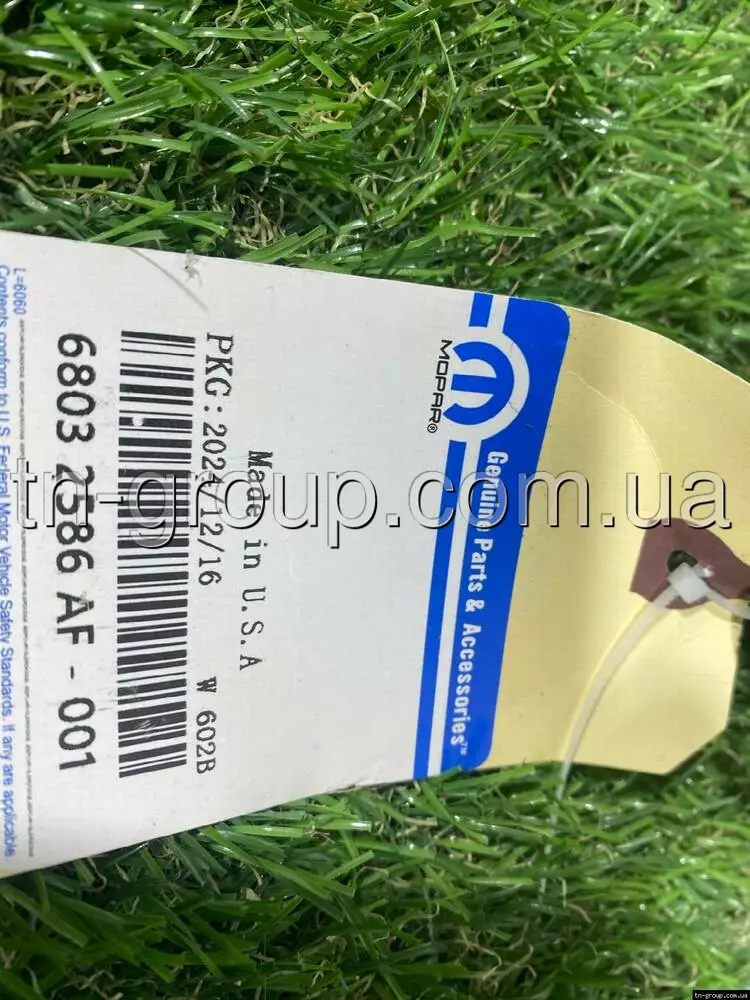 MOPAR®
Genuine Parts & Accessories™
Made in U.S.A
PKG: 2024/12/16 W 602B
6803 2586 AF - 001
L=6060
Contents conform to U.S. Federal Motor Vehicle Safety Standards. If any are applicable.
tn-group.com.ua
tn-group.com.ua